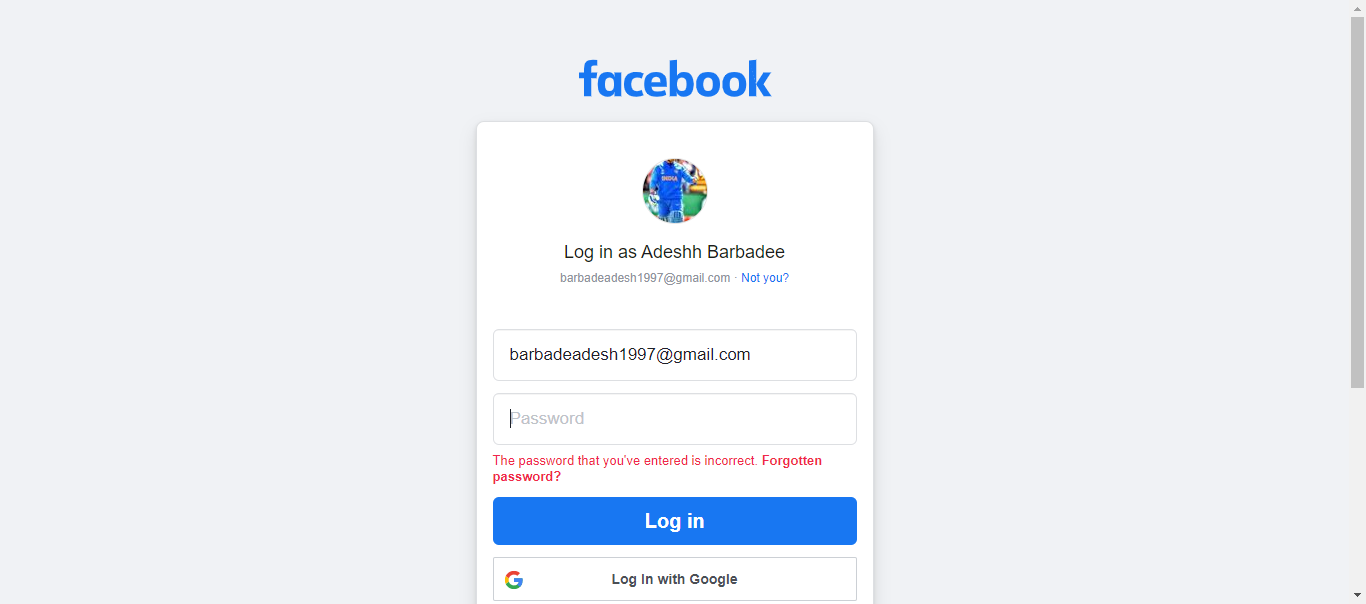 facebook
INDIA
Log in as Adeshh Barbadee
barbadeadesh1997@gmail.com · Not you?
barbadeadesh1997@gmail.com
Password
The password that you've entered is incorrect. Forgotten
password?
Log in
Log In with Google